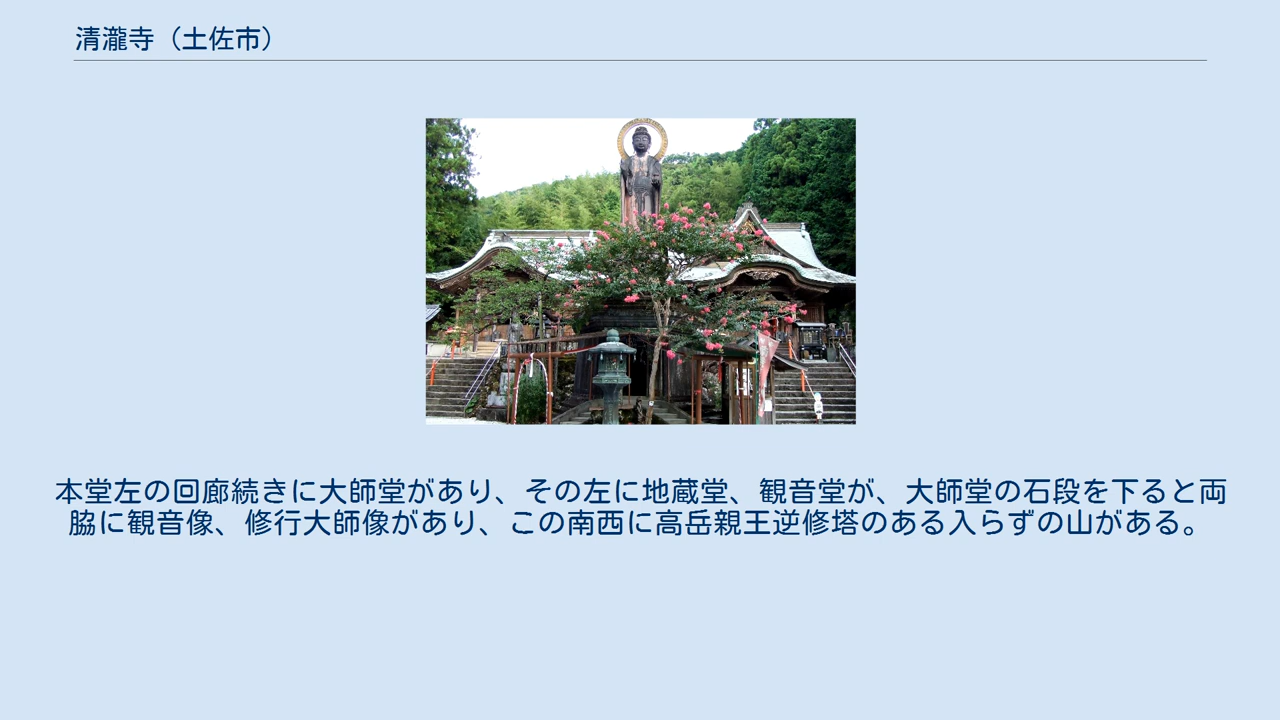 清瀧寺（土佐市）
本堂左の回廊続きに大師堂があり、その左に地蔵堂、観音堂が、大師堂の石段を下ると両
脇に観音像、修行大師像があり、この南西に高岳親王逆修塔のある入らずの山がある。